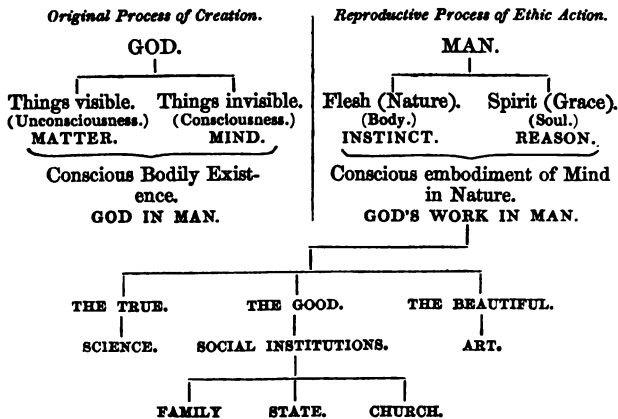 Original Process of Creation.
GOD.
Things visible. Things invisible.
(Unconsciousness.) (Consciousness.)
MATTER. MIND.
Conscious Bodily Exist-
ence.
GOD IN MAN.
Reproductive Process of Ethic Action.
MAN.
Flesh (Nature). Spirit (Grace).
(Body.) (Soul.)
INSTINCT. REASON.
Conscious embodiment of Mind
in Nature.
GOD'S WORK IN MAN.
THE TRUE. THE GOOD. THE BEAUTIFUL.
SCIENCE. SOCIAL INSTITUTIONS. ART.
FAMILY STATE. CHURCH.